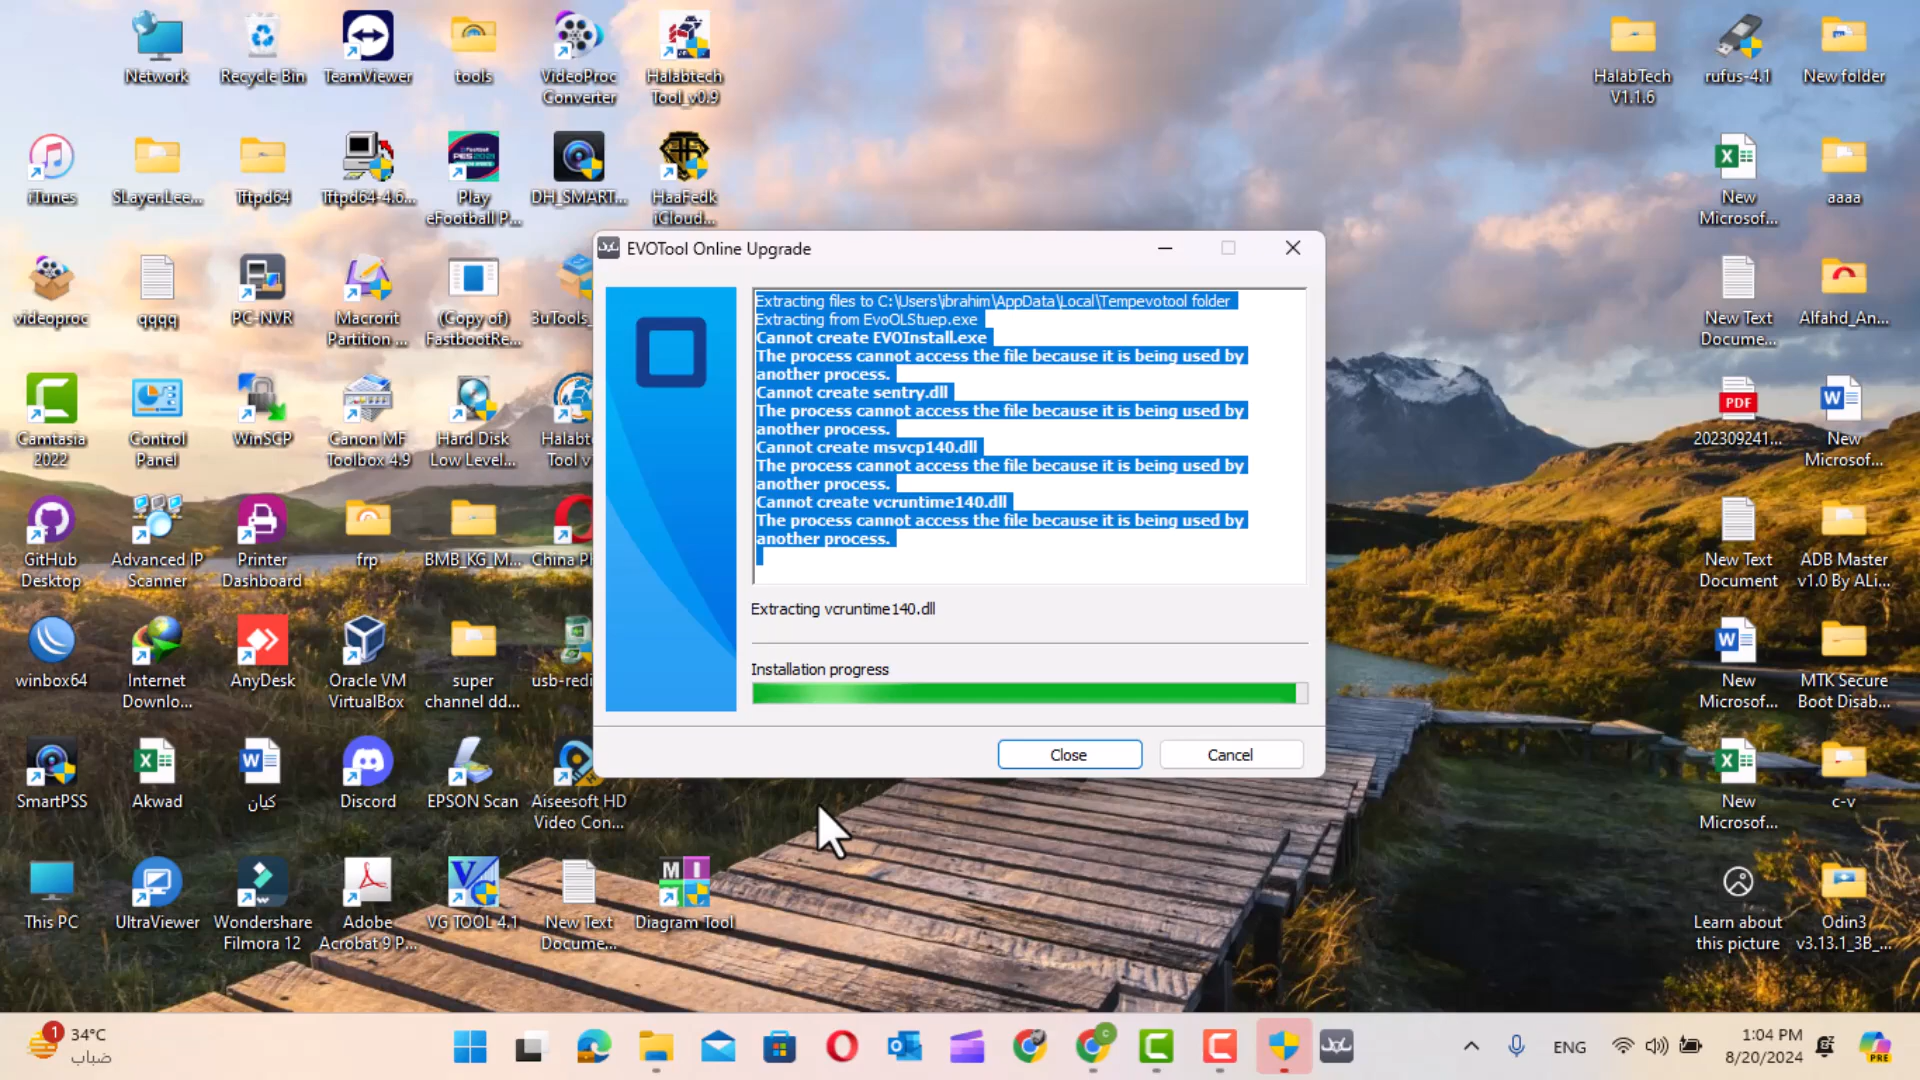 Network
Recycle Bin
TeamViewer
tools
VideoProc
Converter
Halabtech
Tool_v0.9
HalabTech
V1.1.6
rufus-4.1
New folder
iTunes
SLayerLee...
Tftpd64
Tftpd64-4.6...
Play
eFootball P...
DH_SMART...
HaaFedk
iCloud...
New
Microsof...
aaaa
videoproc
qqqq
PC-NVR
Macrorit
Partition ...
(Copy of)
FastbootRe...
3uTools_
New Text
Docume...
Alfahd_An...
EVOTool Online Upgrade
Extracting files to C:\Users\ibrahim\AppData\Local\Tempevotool folder
Extracting from EvoOLStuep.exe
Cannot create EVOInstall.exe
The process cannot access the file because it is being used by
another process.
Cannot create sentry.dll
The process cannot access the file because it is being used by
another process.
Cannot create msvcp140.dll
The process cannot access the file because it is being used by
another process.
Cannot create vcruntime140.dll
The process cannot access the file because it is being used by
another process.
Extracting vcruntime140.dll
Installation progress
Close
Cancel
Camtasia
2022
Control
Panel
WinSCP
Canon MF
Toolbox 4.9
Hard Disk
Low Level...
Halabt
Tool v
PDF
202309241...
New
Microsof...
GitHub
Desktop
Advanced IP
Scanner
Printer
Dashboard
frp
BMB_KG_M...
China P
New Text
Document
ADB Master
v1.0 By ALi...
winbox64
Internet
Downlo...
AnyDesk
Oracle VM
VirtualBox
super
channel dd...
usb-redi
New
Microsof...
MTK Secure
Boot Disab...
SmartPSS
Akwad
كيان
Discord
EPSON Scan
Aiseesoft HD
Video Con...
New
Microsof...
c-v
This PC
UltraViewer
Wondershare
Filmora 12
Adobe
Acrobat 9 P...
VG TOOL 4.1
New Text
Docume...
Diagram Tool
Learn about
this picture
Odin3
v3.13.1_3B_...
1
34°C
ضباب
ENG
1:04 PM
8/20/2024
PRE